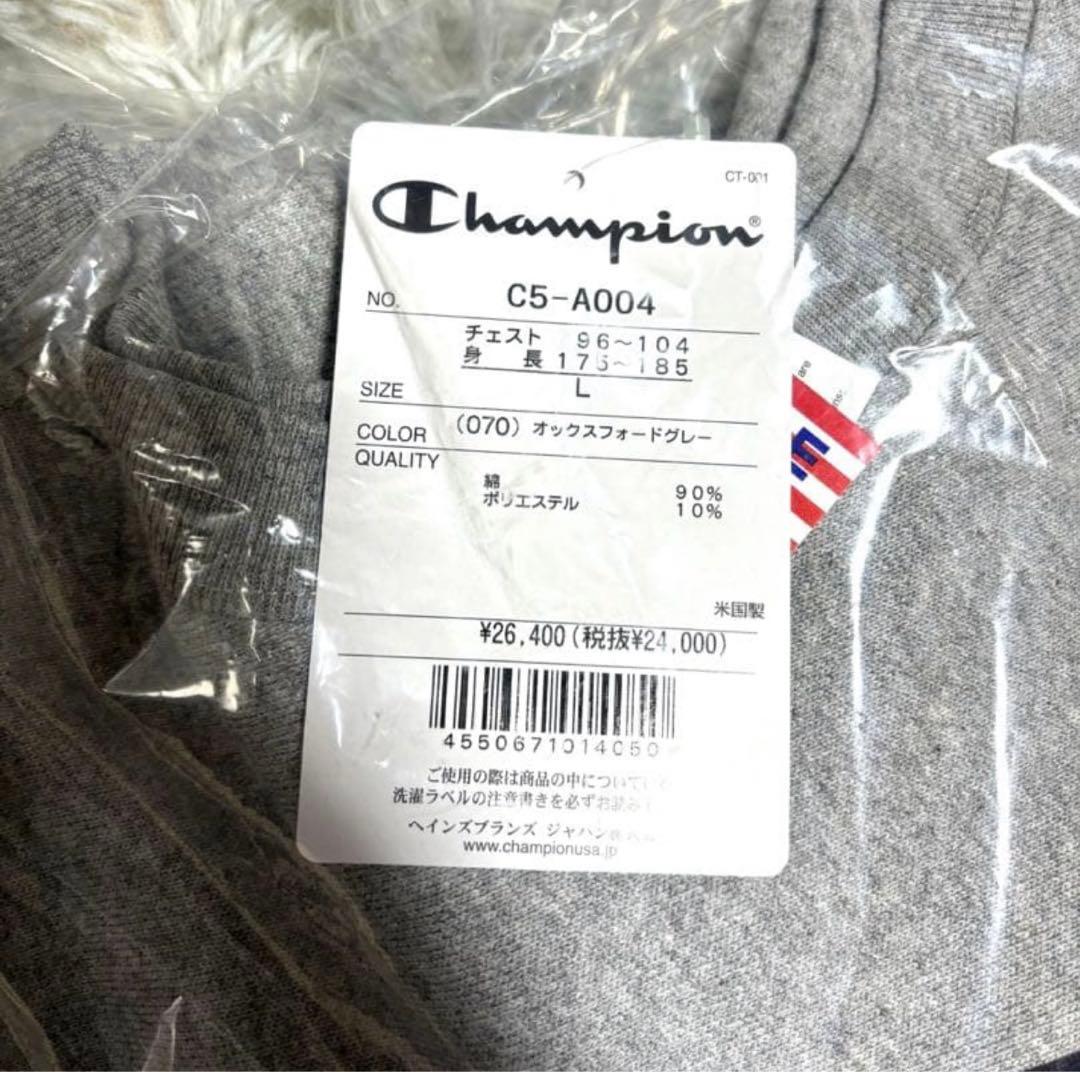 CT-001
Champion®
NO. C5-A004
チェスト 96〜104
身 長 175〜185
SIZE L
COLOR (070) オックスフォードグレー
QUALITY
綿 90%
ポリエステル 10%
米国製
¥26,400(税抜¥24,000)
4550671014050
ご使用の際は商品の中についている
洗濯ラベルの注意書きを必ずお読み
ヘインズブランズ ジャパン
www.championusa.jp
are